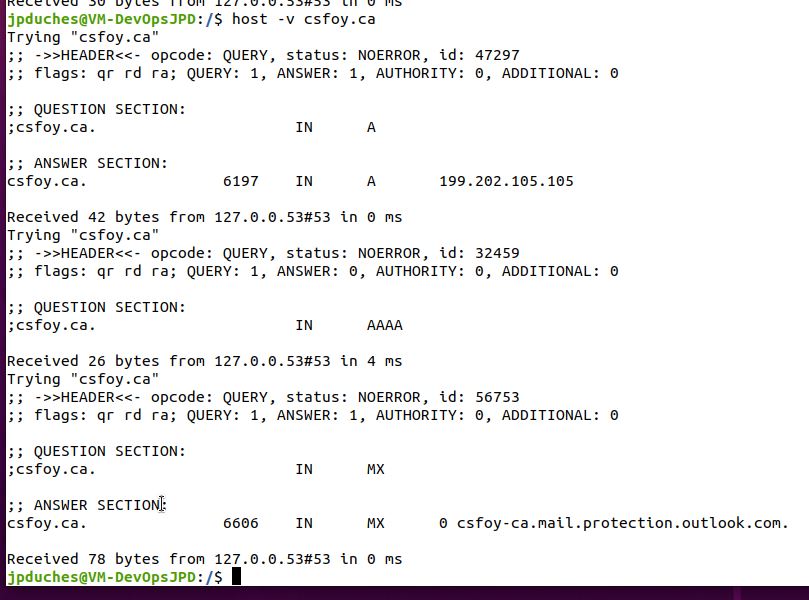 Received 50 bytes from 127.0.0.53#53 in 0 ms
jpduches@VM-DevOpsJPD:/$ host -v csfoy.ca
Trying "csfoy.ca"
;; ->>HEADER<<- opcode: QUERY, status: NOERROR, id: 47297
;; flags: qr rd ra; QUERY: 1, ANSWER: 1, AUTHORITY: 0, ADDITIONAL: 0
;; QUESTION SECTION:
;csfoy.ca. IN A
;; ANSWER SECTION:
csfoy.ca. 6197 IN A 199.202.105.105
Received 42 bytes from 127.0.0.53#53 in 0 ms
Trying "csfoy.ca"
;; ->>HEADER<<- opcode: QUERY, status: NOERROR, id: 32459
;; flags: qr rd ra; QUERY: 1, ANSWER: 0, AUTHORITY: 0, ADDITIONAL: 0
;; QUESTION SECTION:
;csfoy.ca. IN AAAA
Received 26 bytes from 127.0.0.53#53 in 4 ms
Trying "csfoy.ca"
;; ->>HEADER<<- opcode: QUERY, status: NOERROR, id: 56753
;; flags: qr rd ra; QUERY: 1, ANSWER: 1, AUTHORITY: 0, ADDITIONAL: 0
;; QUESTION SECTION:
;csfoy.ca. IN MX
;; ANSWER SECTION:
csfoy.ca. 6606 IN MX 0 csfoy-ca.mail.protection.outlook.com.
Received 78 bytes from 127.0.0.53#53 in 0 ms
jpduches@VM-DevOpsJPD:/$